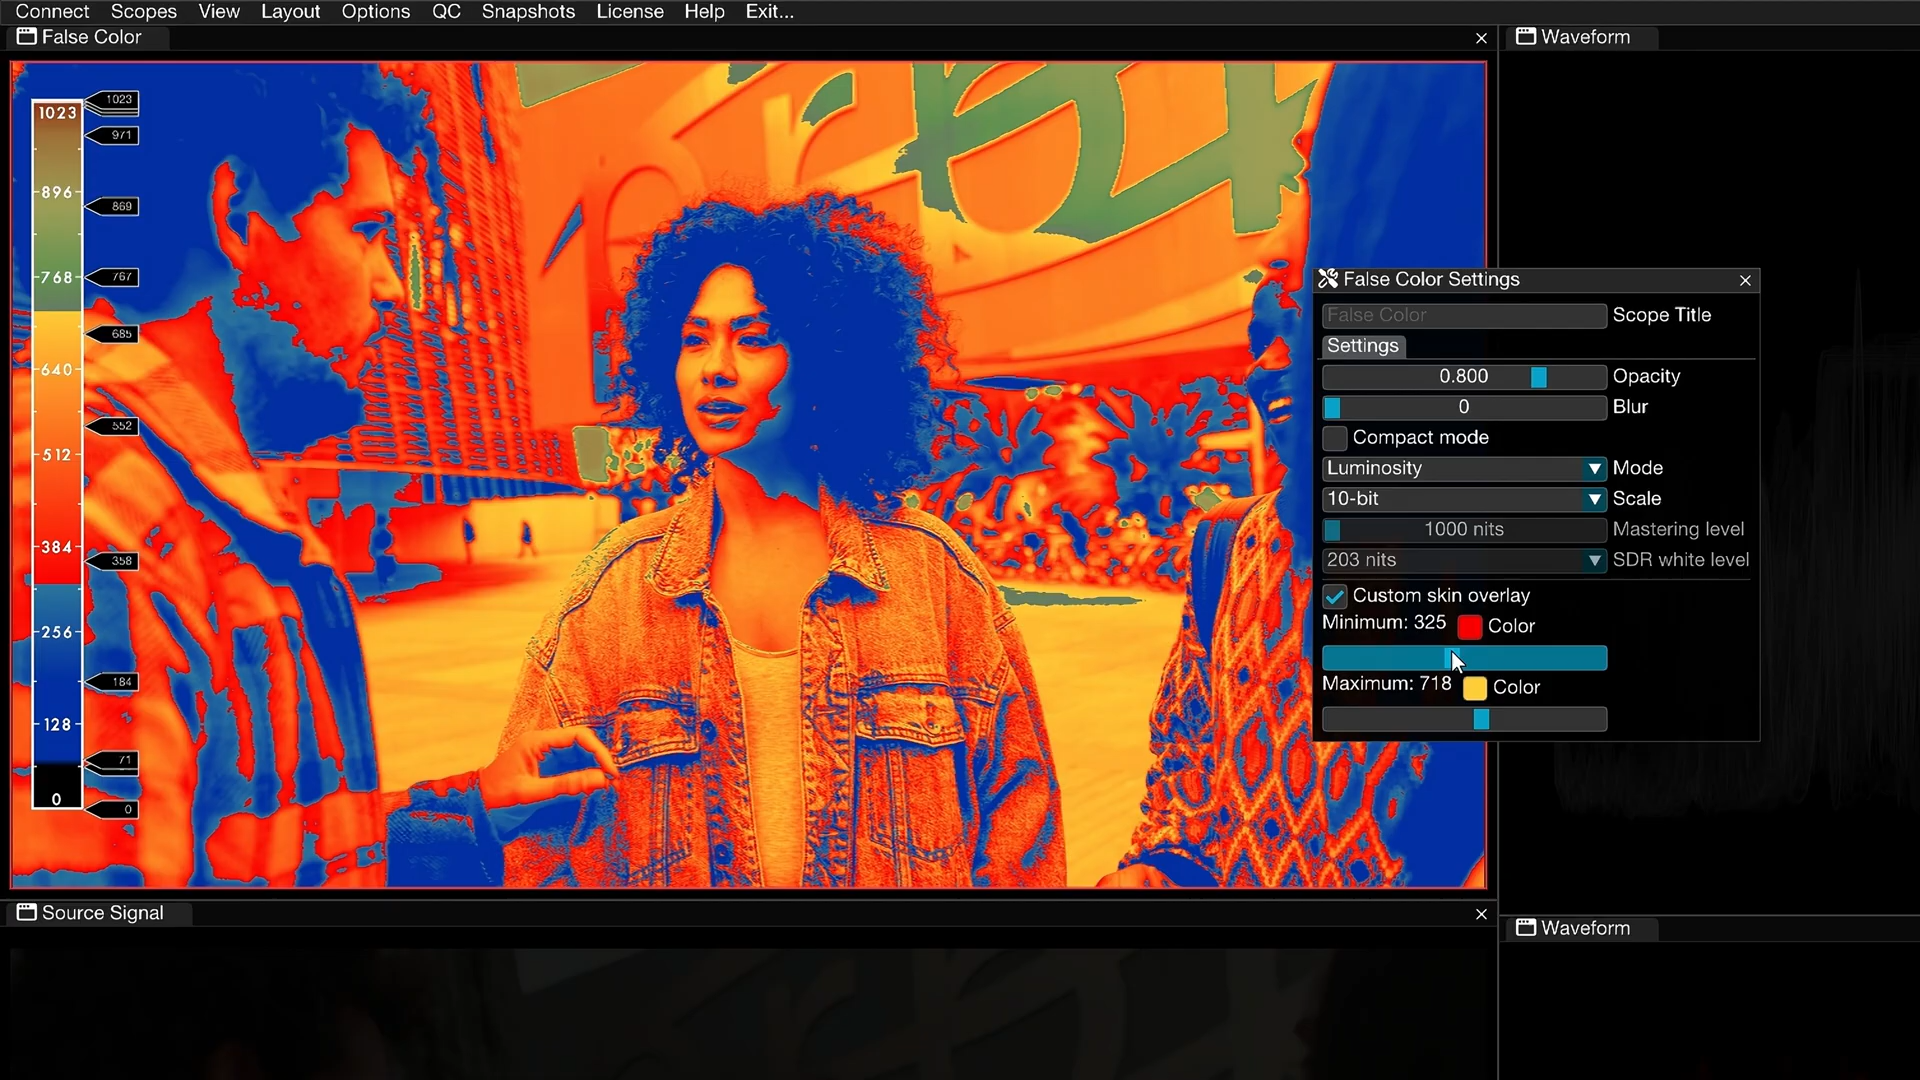 Connect Scopes View Layout Options QC Snapshots License Help Exit...
False Color
Waveform
1023
896
768
640
512
384
256
128
0
1023
971
869
767
685
552
358
184
71
0
False Color Settings
False Color Scope Title
Settings
0.800 Opacity
0 Blur
Compact mode
Luminosity Mode
10-bit Scale
1000 nits Mastering level
203 nits SDR white level
Custom skin overlay
Minimum: 325 Color
Maximum: 718 Color
Source Signal
Waveform